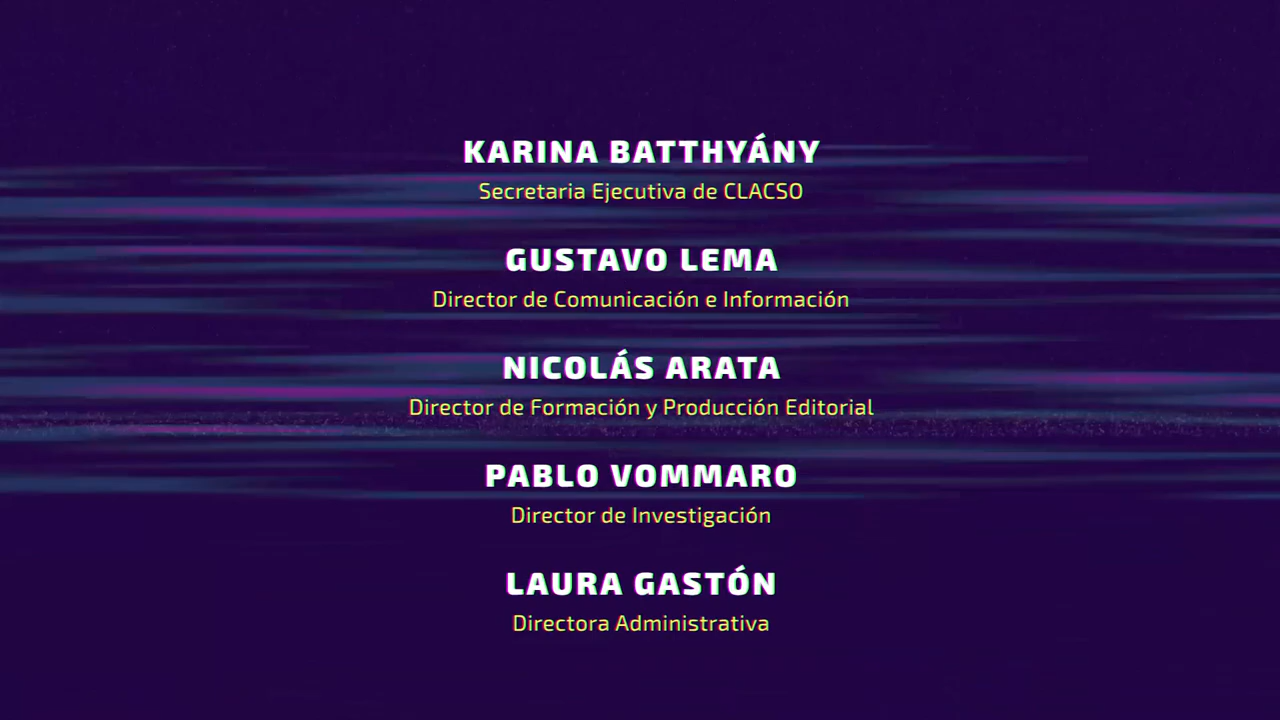 KARINA BATTHYÁNY
Secretaria Ejecutiva de CLACSO
GUSTAVO LEMA
Director de Comunicación e Información
NICOLÁS ARATA
Director de Formación y Producción Editorial
PABLO VOMMARO
Director de Investigación
LAURA GASTÓN
Directora Administrativa